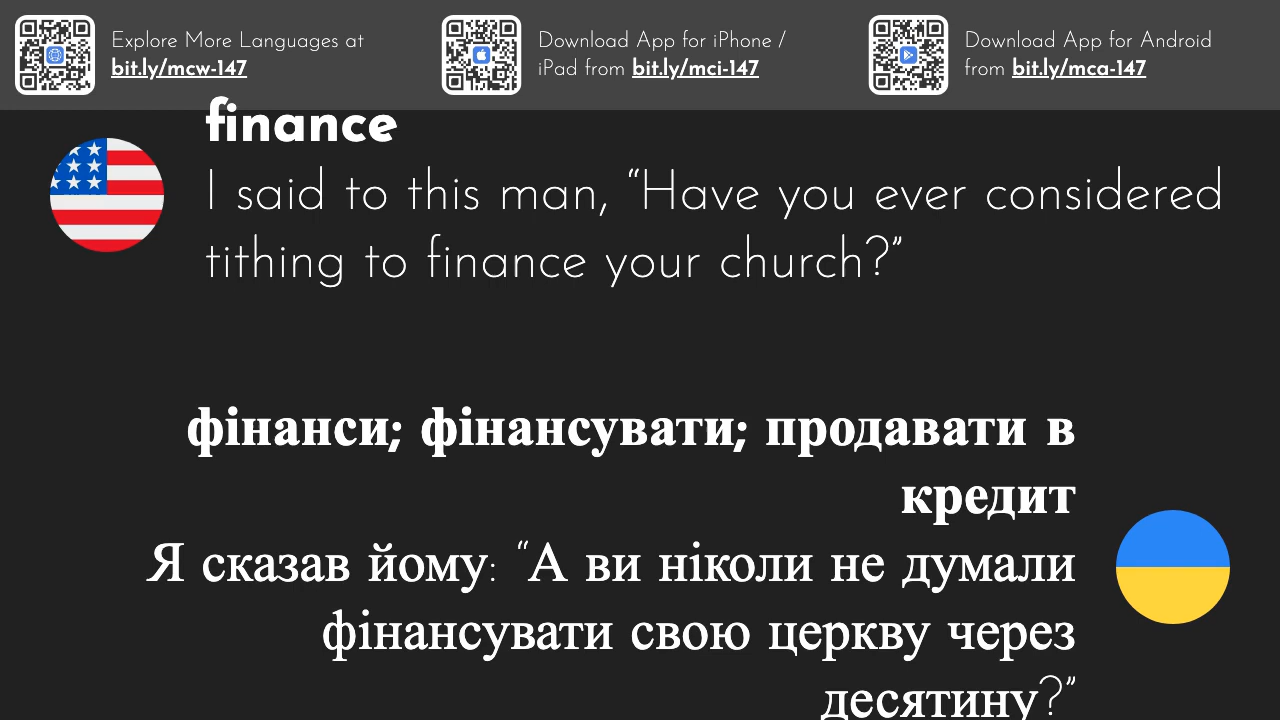 Explore More Languages at
bit.ly/mcw-147
Download App for iPhone /
iPad from bit.ly/mci-147
Download App for Android
from bit.ly/mca-147
finance
I said to this man, “Have you ever considered
tithing to finance your church?”
фінанси; фінансувати; продавати в
кредит
Я сказав йому: “А ви ніколи не думали
фінансувати свою церкву через
десятину?”